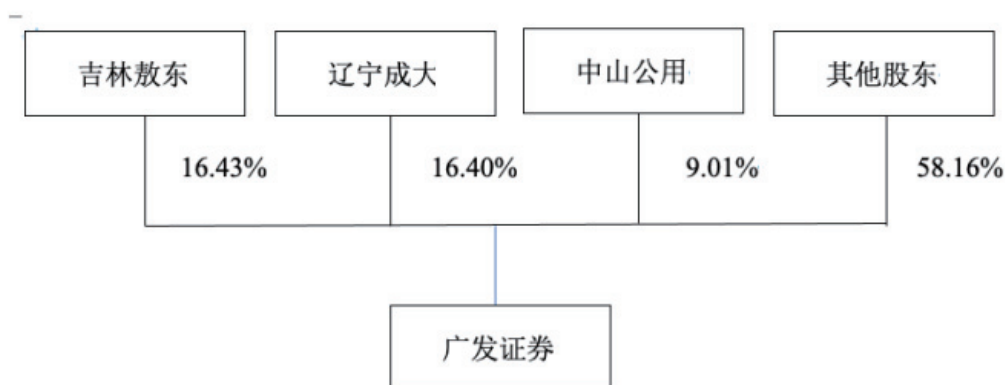 吉林敖东
辽宁成大
中山公用
其他股东
16.43%
16.40%
9.01%
58.16%
广发证券